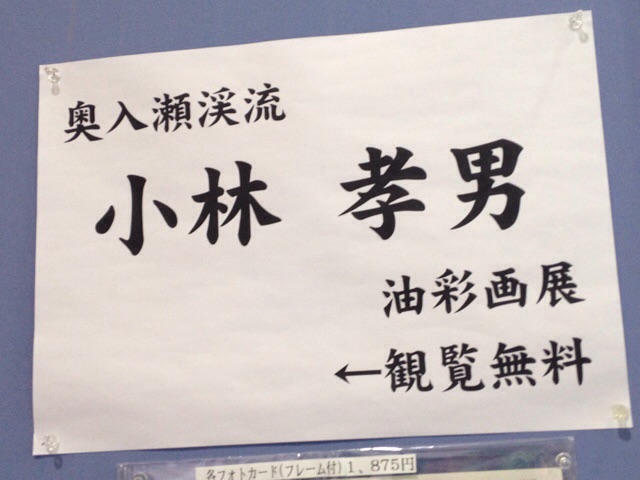 奥入瀬渓流
小林 孝男
油彩画展
←観覧無料
各フォトカード(フレーム付)1、875円